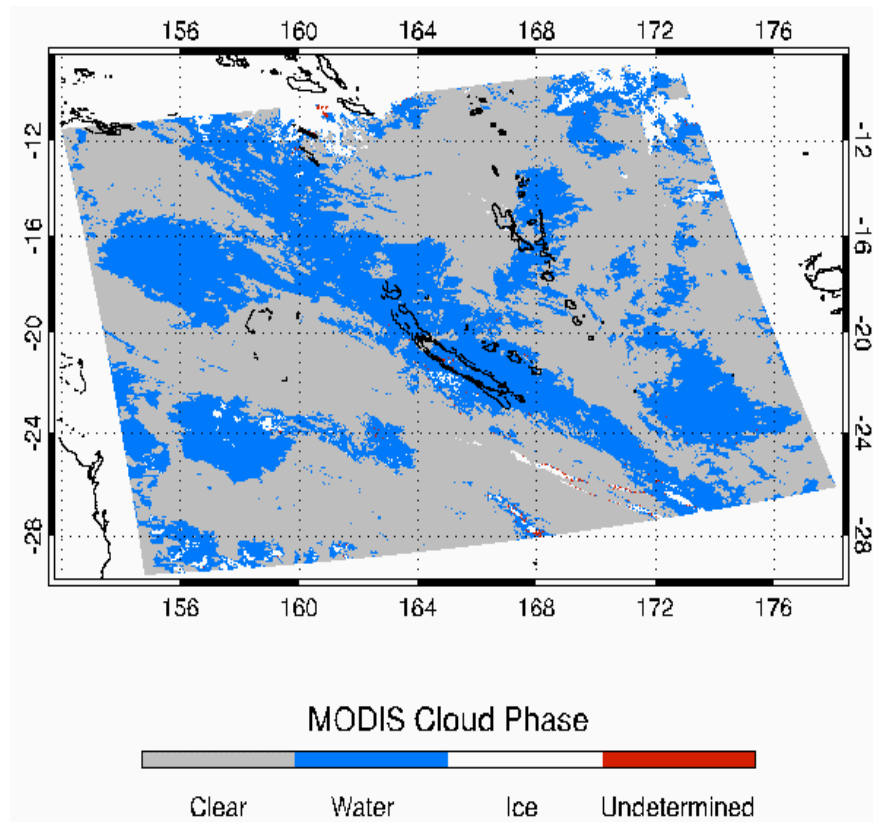 156 160 164 168 172 176
-12 -12
-16 -16
-20 -20
-24 -24
-28 -28
156 160 164 168 172 176
MODIS Cloud Phase
Clear Water Ice Undetermined